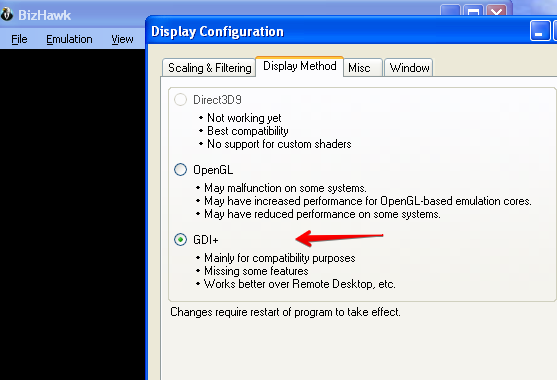 BizHawk
File Emulation View
Display Configuration
Scaling & Filtering Display Method Misc Window
Direct3D9
• Not working yet
• Best compatibility
• No support for custom shaders
OpenGL
• May malfunction on some systems.
• May have increased performance for OpenGL-based emulation cores.
• May have reduced performance on some systems.
GDI+
• Mainly for compatibility purposes
• Missing some features
• Works better over Remote Desktop, etc.
Changes require restart of program to take effect.